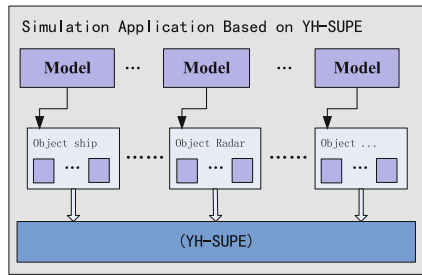 Simulation Application Based on YH-SUPE
Model ... Model ... Model
Object ship ...... Object Radar ...... Object ...
... ... ...
(YH-SUPE)